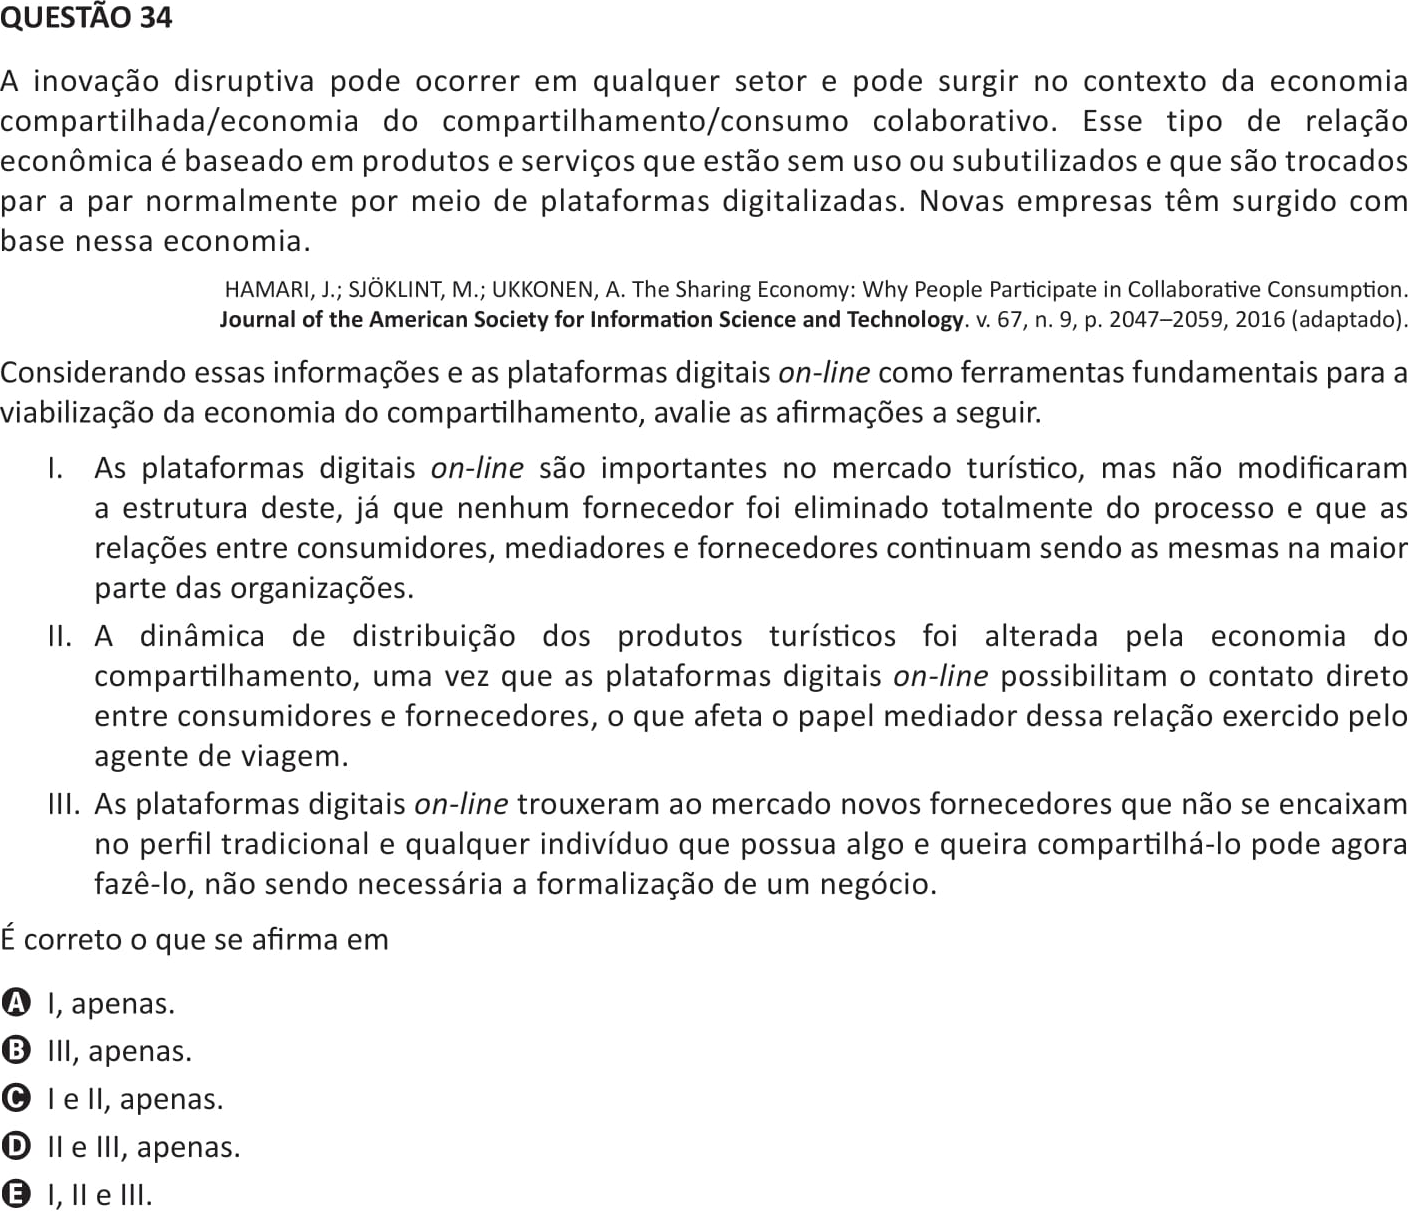 QUESTÃO 34
A inovação disruptiva pode ocorrer em qualquer setor e pode surgir no contexto da economia
compartilhada/economia do compartilhamento/consumo colaborativo. Esse tipo de relação
econômica é baseado em produtos e serviços que estão sem uso ou subutilizados e que são trocados
par a par normalmente por meio de plataformas digitalizadas. Novas empresas têm surgido com
base nessa economia.
HAMARI, J.; SJÖKLINT, M.; UKKONEN, A. The Sharing Economy: Why People Participate in Collaborative Consumption.
Journal of the American Society for Information Science and Technology. v. 67, n. 9, p. 2047–2059, 2016 (adaptado).
Considerando essas informações e as plataformas digitais on-line como ferramentas fundamentais para a
viabilização da economia do compartilhamento, avalie as afirmações a seguir.
I. As plataformas digitais on-line são importantes no mercado turístico, mas não modificaram
a estrutura deste, já que nenhum fornecedor foi eliminado totalmente do processo e que as
relações entre consumidores, mediadores e fornecedores continuam sendo as mesmas na maior
parte das organizações.
II. A dinâmica de distribuição dos produtos turísticos foi alterada pela economia do
compartilhamento, uma vez que as plataformas digitais on-line possibilitam o contato direto
entre consumidores e fornecedores, o que afeta o papel mediador dessa relação exercido pelo
agente de viagem.
III. As plataformas digitais on-line trouxeram ao mercado novos fornecedores que não se encaixam
no perfil tradicional e qualquer indivíduo que possua algo e queira compartilhá-lo pode agora
fazê-lo, não sendo necessária a formalização de um negócio.
É correto o que se afirma em
A I, apenas.
B III, apenas.
C I e II, apenas.
D II e III, apenas.
E I, II e III.